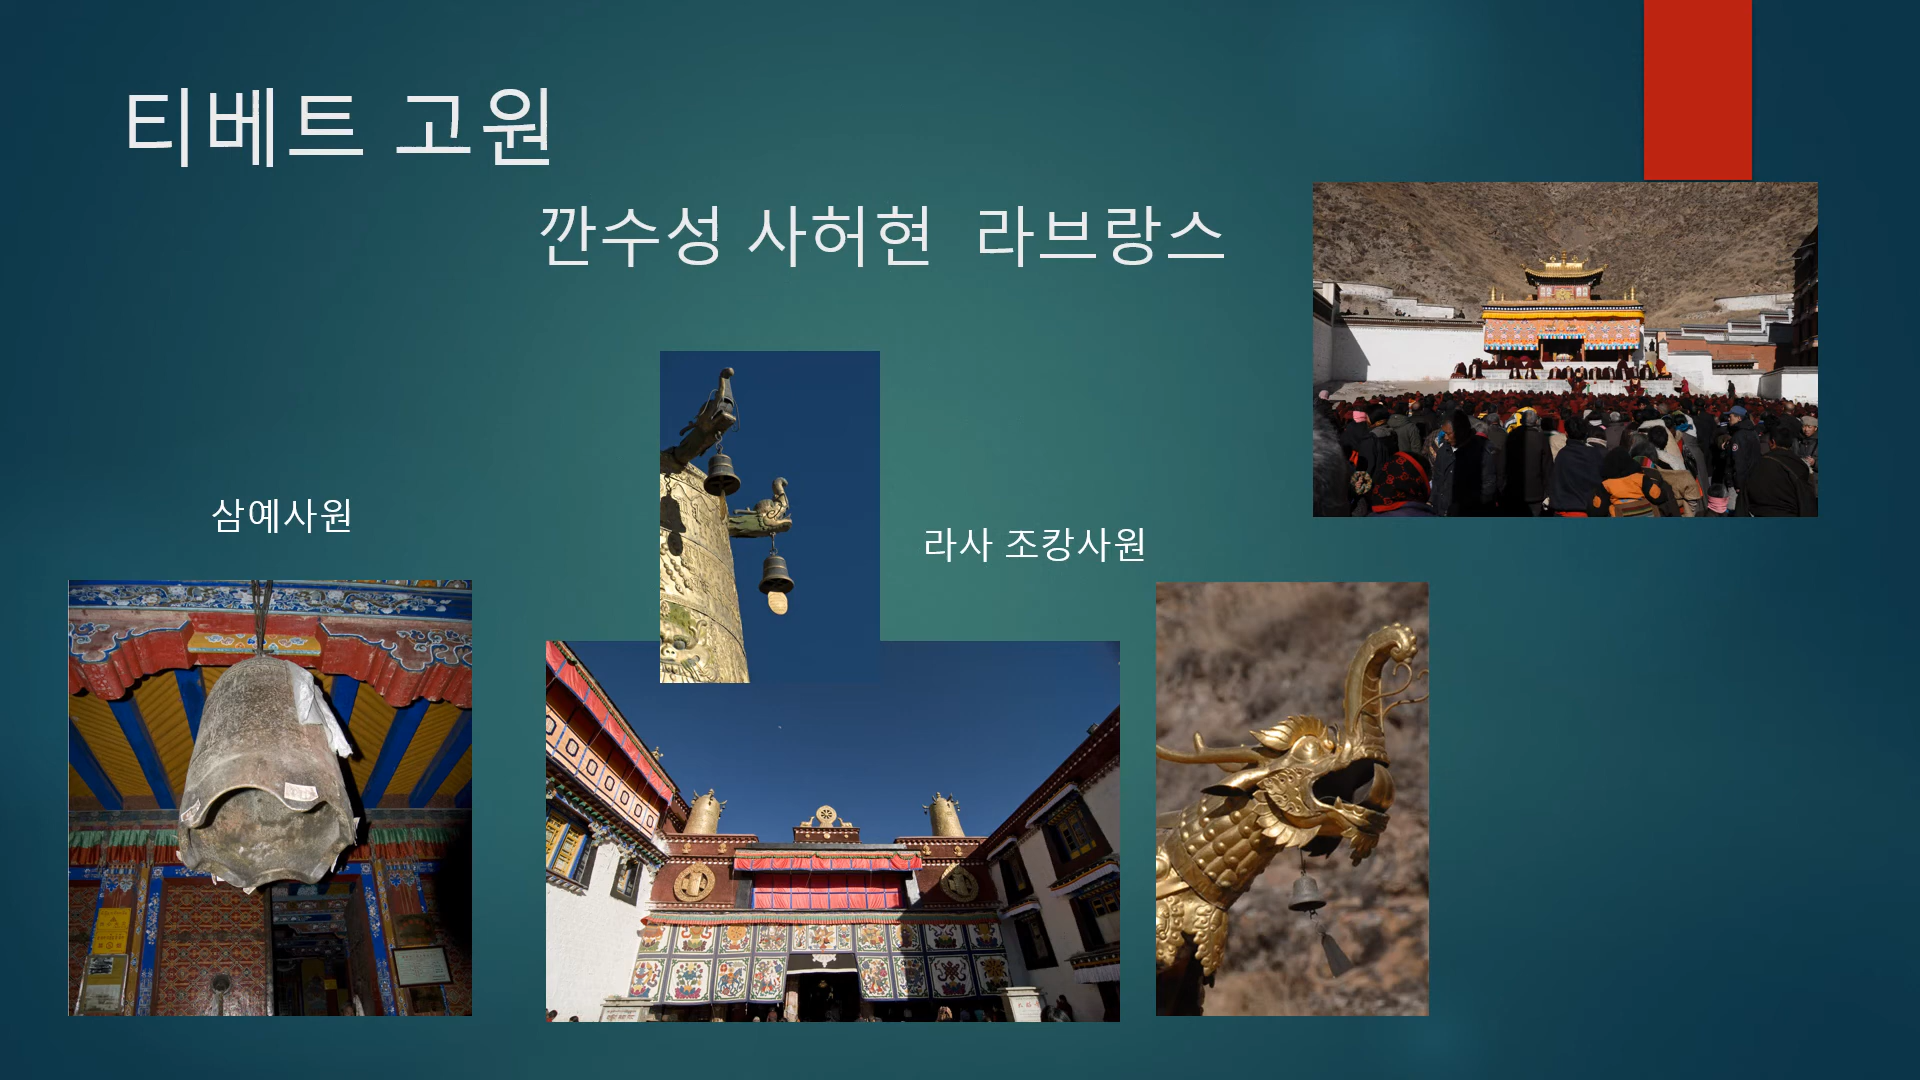 티베트 고원
깐수성 사허현  라브랑스
삼예사원
라사 조캉사원